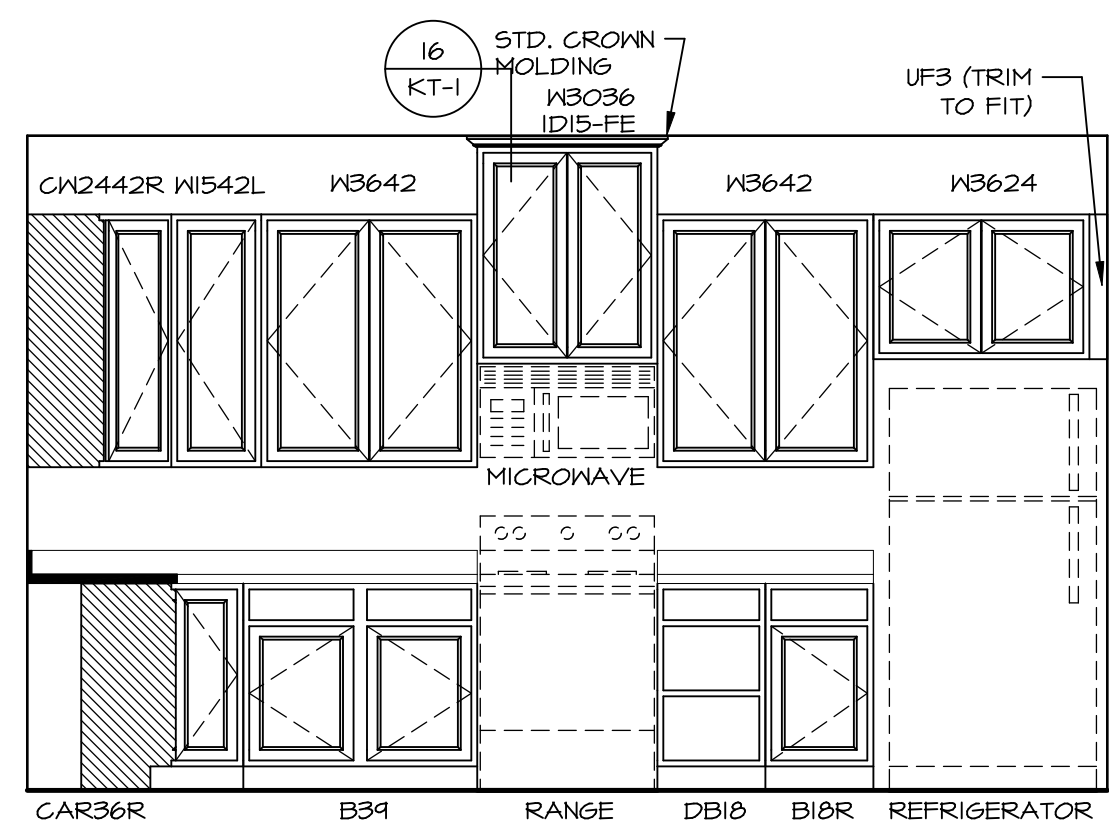 16
KT-1
STD. CROWN
MOLDING
W3036
1D15-FE
UF3 (TRIM
TO FIT)
CW2442R W1542L
W3642
W3642
W3624
MICROWAVE
CAR36R
B39
RANGE
DB18
B18R
REFRIGERATOR